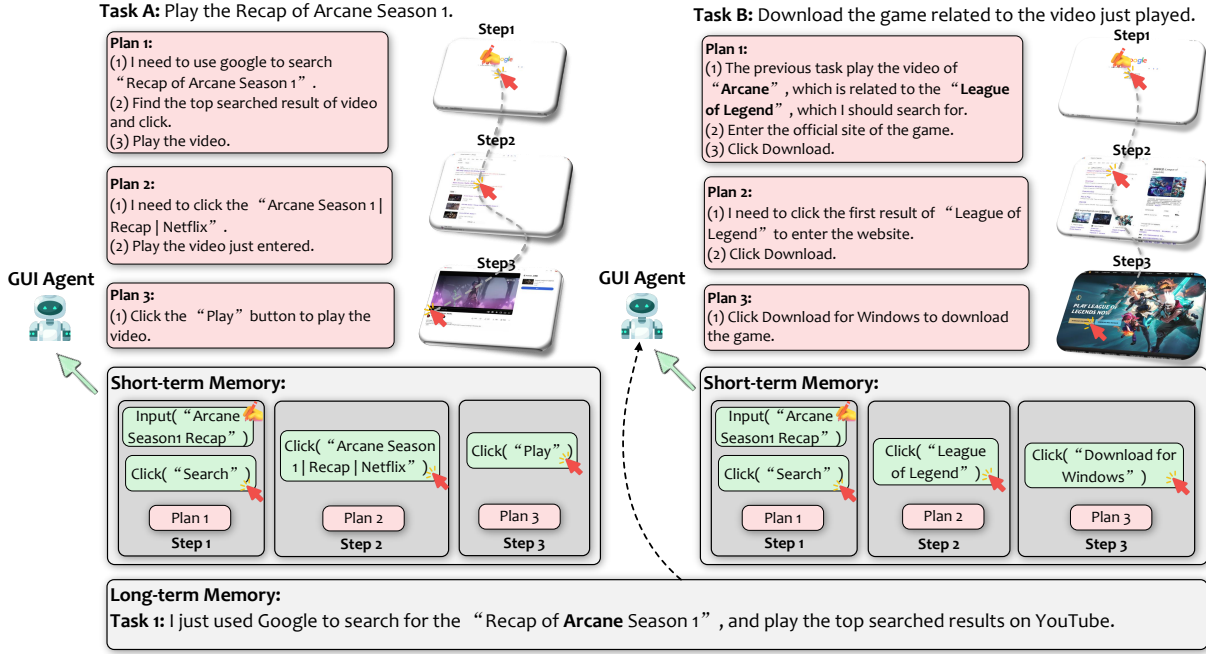 Task A: Play the Recap of Arcane Season 1.
Plan 1:
(1) I need to use google to search
“Recap of Arcane Season 1”.
(2) Find the top searched result of video
and click.
(3) Play the video.
Step1
Plan 2:
(1) I need to click the “Arcane Season 1 |
Recap | Netflix”.
(2) Play the video just entered.
Step2
Plan 3:
(1) Click the “Play” button to play the
video.
Step3
GUI Agent
Short-term Memory:
Input(“Arcane
Season1 Recap”)
Click(“Search”)
Plan 1
Step 1
Click(“Arcane Season
1 | Recap | Netflix”)
Plan 2
Step 2
Click(“Play”)
Plan 3
Step 3
Task B: Download the game related to the video just played.
Plan 1:
(1) The previous task play the video of
“Arcane”, which is related to the “League
of Legend”, which I should search for.
(2) Enter the official site of the game.
(3) Click Download.
Step1
Plan 2:
(1) I need to click the first result of “League of
Legend” to enter the website.
(2) Click Download.
Step2
Plan 3:
(1) Click Download for Windows to download
the game.
Step3
PLAY LEAGUE OF
LEGENDS NOW
GUI Agent
Short-term Memory:
Input(“Arcane
Season1 Recap”)
Click(“Search”)
Plan 1
Step 1
Click(“League
of Legend”)
Plan 2
Step 2
Click(“Download for
Windows”)
Plan 3
Step 3
Long-term Memory:
Task 1: I just used Google to search for the “Recap of Arcane Season 1”, and play the top searched results on YouTube.